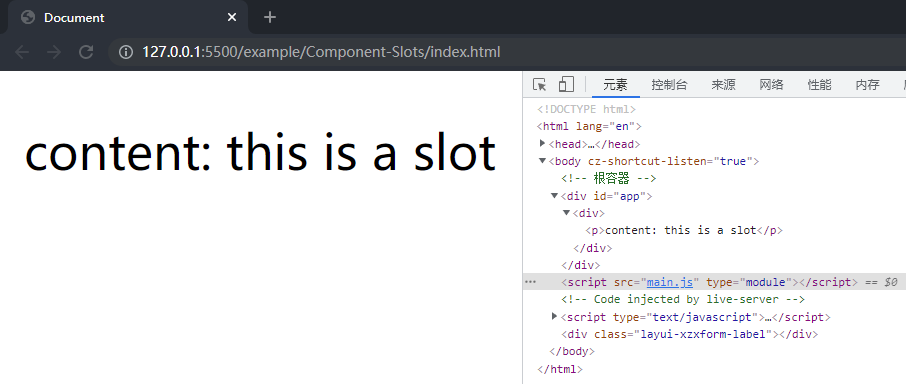 Document
127.0.0.1:5500/example/Component-Slots/index.html
content: this is a slot
元素 控制台 来源 网络 性能 内存
<!DOCTYPE html>
<html lang="en">
<head>…</head>
<body cz-shortcut-listen="true">
<!-- 根容器 -->
<div id="app">
<div>
<p>content: this is a slot</p>
</div>
</div>
<script src="main.js" type="module"></script> == $0
<!-- Code injected by live-server -->
<script type="text/javascript">…</script>
<div class="layui-xzxform-label"></div>
</body>
</html>